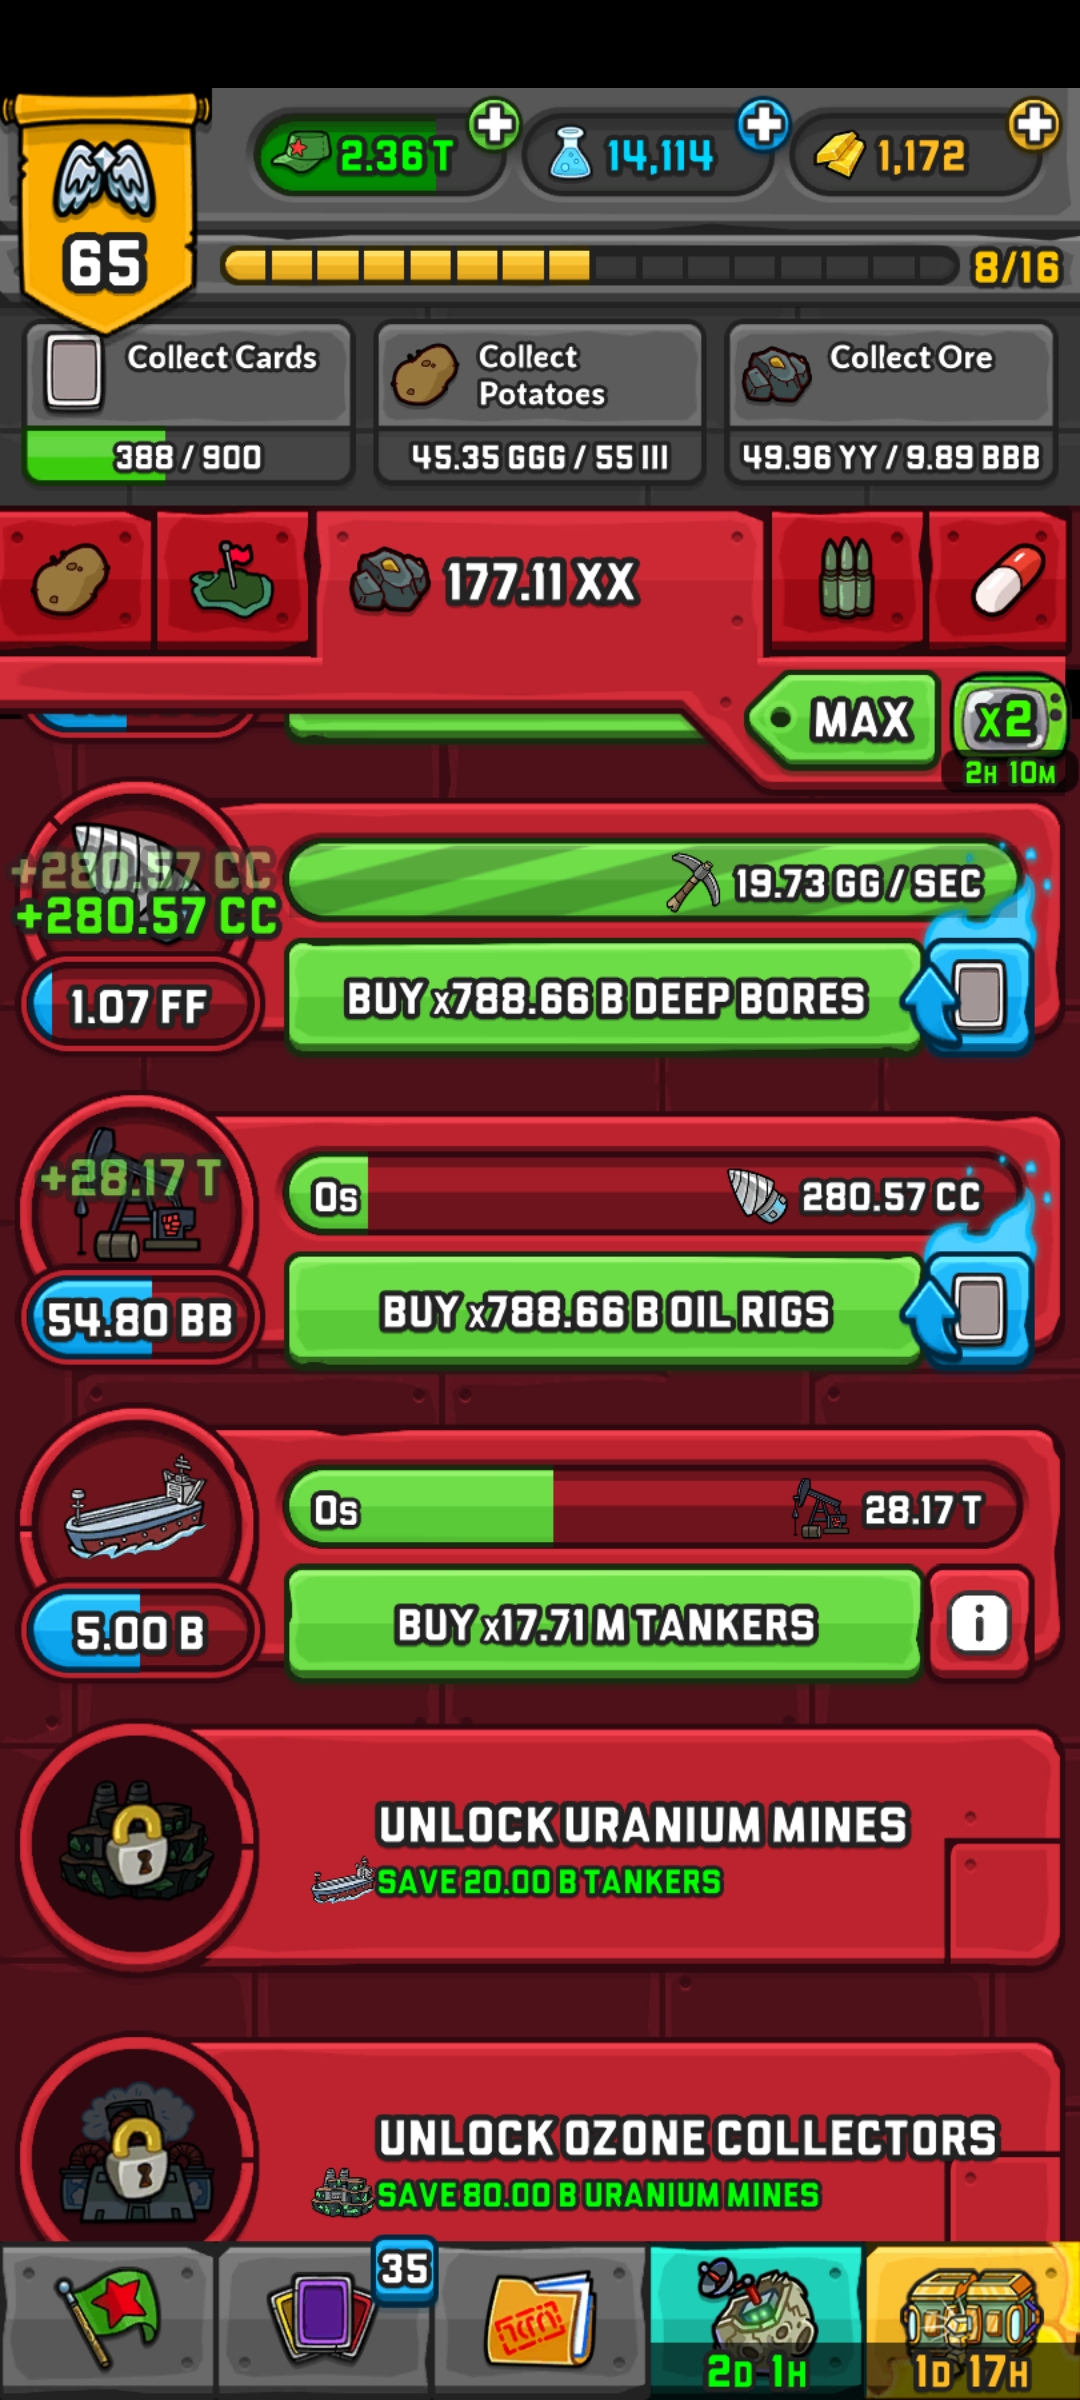 2.36 T
14,114
1,172
65
8/16
Collect Cards
388 / 900
Collect
Potatoes
45.35 GGG / 55 III
Collect Ore
49.96 YY / 9.89 BBB
177.11 XX
MAX
x2
2H 10M
+280.57 CC
+280.57 CC
19.73 GG / SEC
1.07 FF
BUY x788.66 B DEEP BORES
+28.17 T
0s
280.57 CC
54.80 BB
BUY x788.66 B OIL RIGS
0s
28.17 T
5.00 B
BUY x17.71 M TANKERS
i
UNLOCK URANIUM MINES
SAVE 20.00 B TANKERS
UNLOCK OZONE COLLECTORS
SAVE 80.00 B URANIUM MINES
35
2D 1H
1D 17H